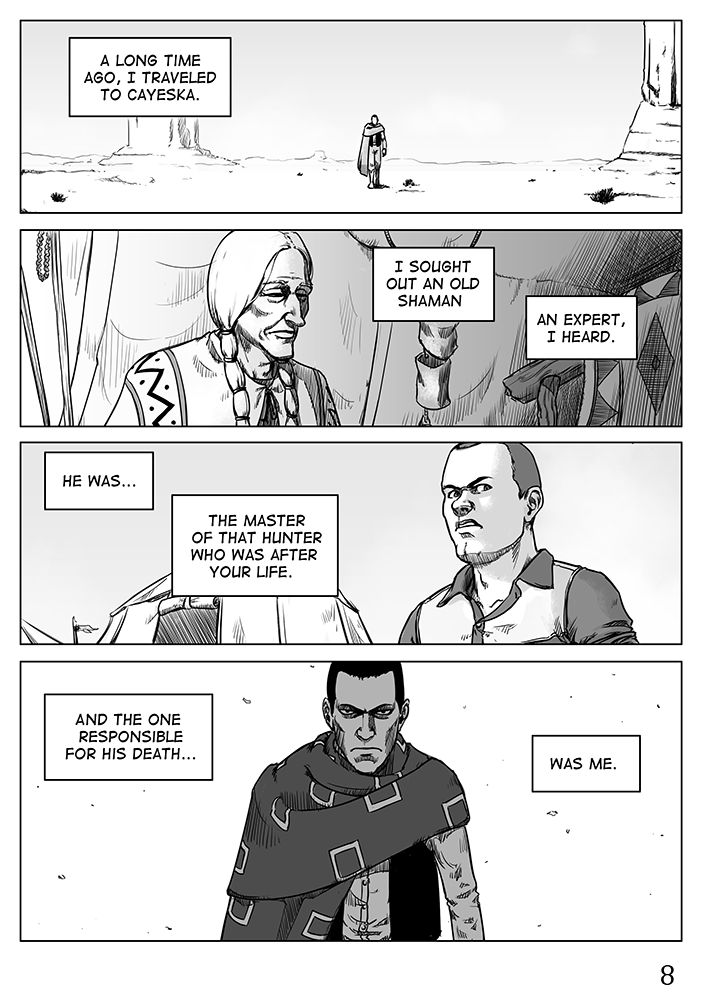 A LONG TIME
AGO, I TRAVELED
TO CAYESKA.
I SOUGHT
OUT AN OLD
SHAMAN
AN EXPERT,
I HEARD.
HE WAS...
THE MASTER
OF THAT HUNTER
WHO WAS AFTER
YOUR LIFE.
AND THE ONE
RESPONSIBLE
FOR HIS DEATH...
WAS ME.
8